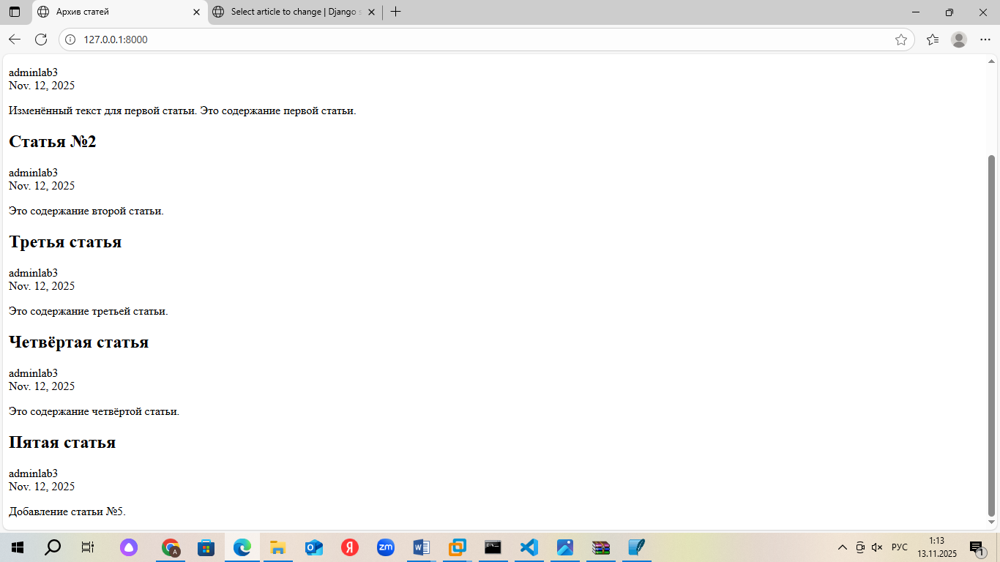 Архив статей
Select article to change | Django s
127.0.0.1:8000
adminlab3
Nov. 12, 2025
Изменённый текст для первой статьи. Это содержание первой статьи.
Статья №2
adminlab3
Nov. 12, 2025
Это содержание второй статьи.
Третья статья
adminlab3
Nov. 12, 2025
Это содержание третьей статьи.
Четвёртая статья
adminlab3
Nov. 12, 2025
Это содержание четвёртой статьи.
Пятая статья
adminlab3
Nov. 12, 2025
Добавление статьи №5.
A
O
Я
zm
W
C:\
РУС
1:13
13.11.2025
1